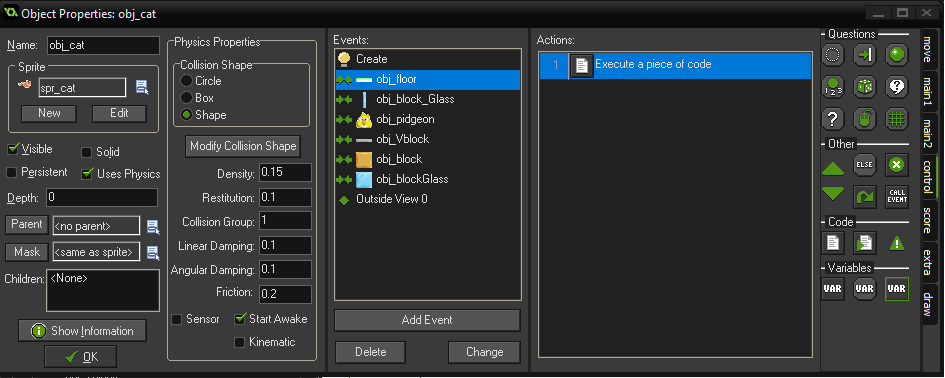 Object Properties: obj_cat
Name: obj_cat
Sprite
spr_cat
New Edit
Visible Solid
Persistent Uses Physics
Depth: 0
Parent <no parent>
Mask <same as sprite>
Children: <None>
Show Information
OK
Physics Properties
Collision Shape
Circle
Box
Shape
Modify Collision Shape
Density: 0.15
Restitution: 0.1
Collision Group: 1
Linear Damping: 0.1
Angular Damping: 0.1
Friction: 0.2
Sensor Start Awake
Kinematic
Events:
Create
obj_floor
obj_block_Glass
obj_pidgeon
obj_Vblock
obj_block
obj_blockGlass
Outside View 0
Add Event
Delete Change
Actions:
1 Execute a piece of code
Questions
1 2 3
?
Other
ELSE
CALL EVENT
Code
Variables
VAR VAR VAR
move
main1
main2
control
score
extra
draw